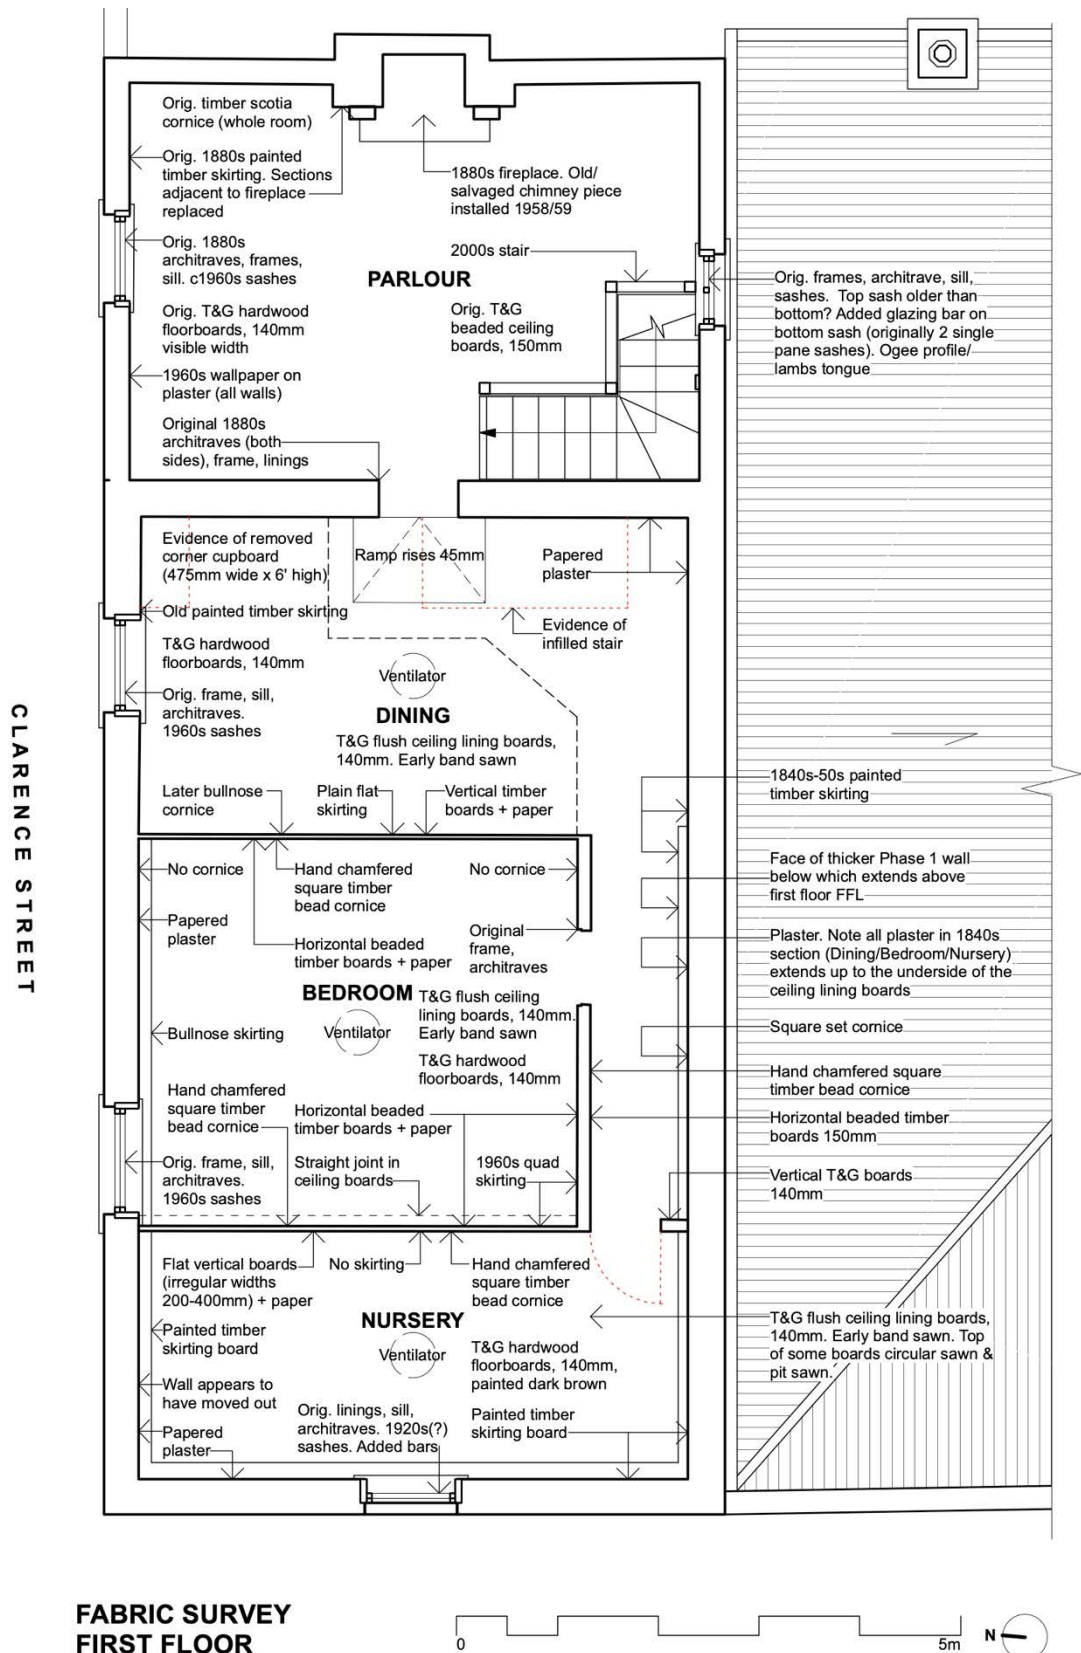 Orig. timber scotia
cornice (whole room)
Orig. 1880s painted
timber skirting. Sections
adjacent to fireplace
replaced
1880s fireplace. Old/
salvaged chimney piece
installed 1958/59
Orig. 1880s
architraves, frames,
sill. c1960s sashes
2000s stair
PARLOUR
Orig. T&G hardwood
floorboards, 140mm
visible width
Orig. T&G
beaded ceiling
boards, 150mm
Orig. frames, architrave, sill,
sashes. Top sash older than
bottom? Added glazing bar on
bottom sash (originally 2 single
pane sashes). Ogee profile/
lambs tongue
1960s wallpaper on
plaster (all walls)
Original 1880s
architraves (both
sides), frame, linings
Evidence of removed
corner cupboard
(475mm wide x 6' high)
Ramp rises 45mm
Papered
plaster
Old painted timber skirting
Evidence of
infilled stair
T&G hardwood
floorboards, 140mm
Ventilator
Orig. frame, sill,
architraves.
1960s sashes
DINING
T&G flush ceiling lining boards,
140mm. Early band sawn
CLARENCE STREET
Later bullnose
cornice
Plain flat
skirting
Vertical timber
boards + paper
1840s-50s painted
timber skirting
No cornice
Hand chamfered
square timber
bead cornice
No cornice
Face of thicker Phase 1 wall
below which extends above
first floor FFL
Papered
plaster
Horizontal beaded
timber boards + paper
Original
frame,
architraves
Plaster. Note all plaster in 1840s
section (Dining/Bedroom/Nursery)
extends up to the underside of the
ceiling lining boards
BEDROOM
T&G flush ceiling
lining boards, 140mm.
Early band sawn
Ventilator
Bullnose skirting
Square set cornice
T&G hardwood
floorboards, 140mm
Hand chamfered square
timber bead cornice
Hand chamfered
square timber
bead cornice
Horizontal beaded
timber boards + paper
Horizontal beaded timber
boards 150mm
Orig. frame, sill,
architraves.
1960s sashes
Straight joint in
ceiling boards
1960s quad
skirting
Vertical T&G boards
140mm
Flat vertical boards
(irregular widths
200-400mm) + paper
No skirting
Hand chamfered
square timber
bead cornice
NURSERY
T&G flush ceiling lining boards,
140mm. Early band sawn. Top
of some boards circular sawn &
pit sawn.
Painted timber
skirting board
Ventilator
T&G hardwood
floorboards, 140mm,
painted dark brown
Wall appears to
have moved out
Orig. linings, sill,
architraves. 1920s(?)
sashes. Added bars
Painted timber
skirting board
Papered
plaster
FABRIC SURVEY
FIRST FLOOR
0
5m
N